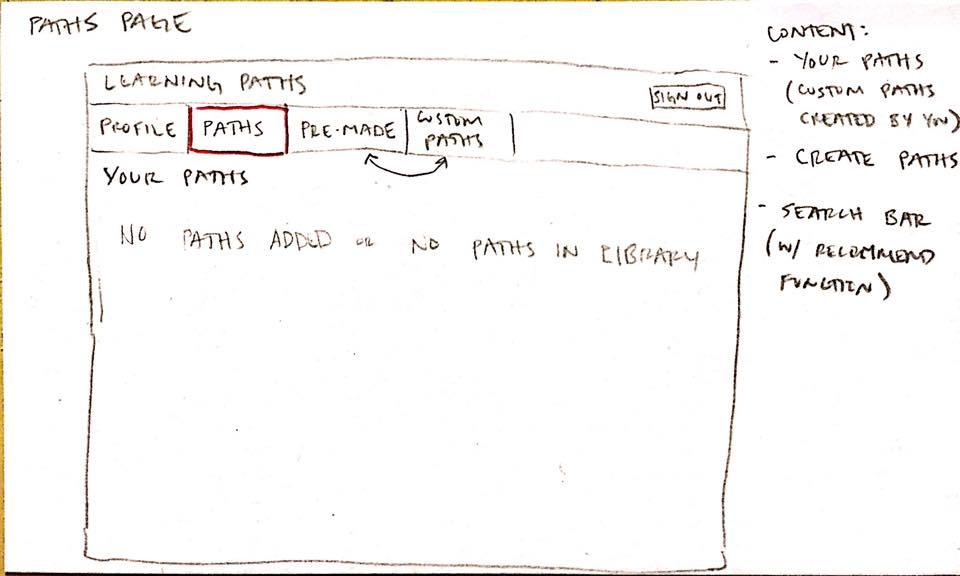 PATHS PAGE
LEARNING PATHS
SIGN OUT
PROFILE
PATHS
PRE-MADE
CUSTOM
PATHS
YOUR PATHS
NO PATHS ADDED OR NO PATHS IN LIBRARY
CONTENT:
- YOUR PATHS
(CUSTOM PATHS
CREATED BY YOU)
- CREATE PATHS
- SEARCH BAR
(W/ RECOMMEND
FUNCTION)